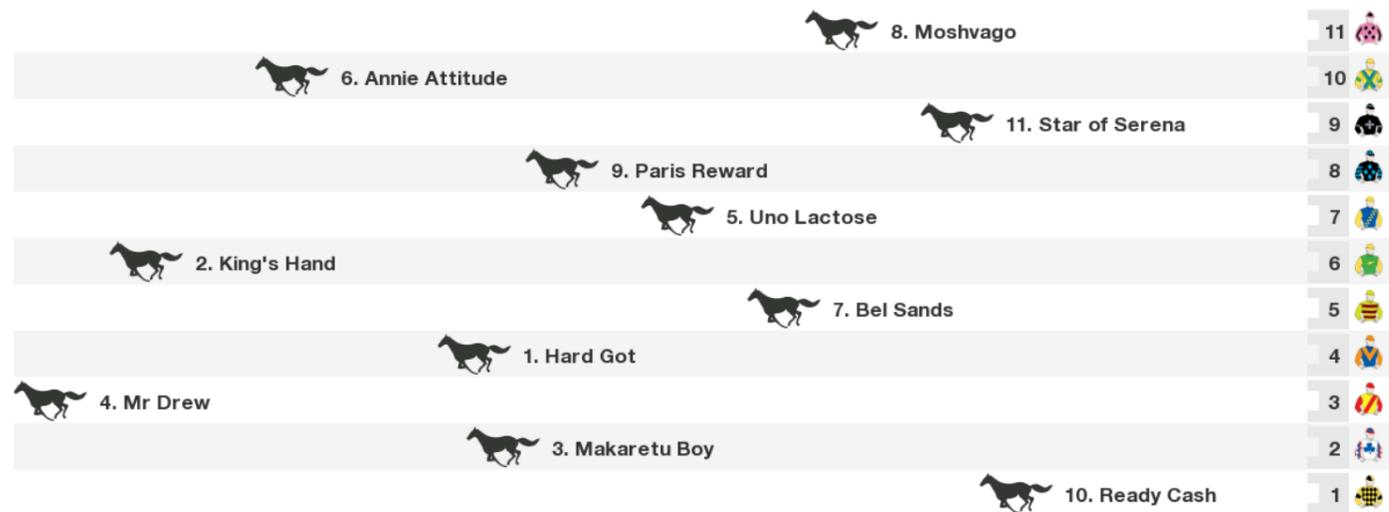 8. Moshvago 11
6. Annie Attitude 10
11. Star of Serena 9
9. Paris Reward 8
5. Uno Lactose 7
2. King's Hand 6
7. Bel Sands 5
1. Hard Got 4
4. Mr Drew 3
3. Makaretu Boy 2
10. Ready Cash 1